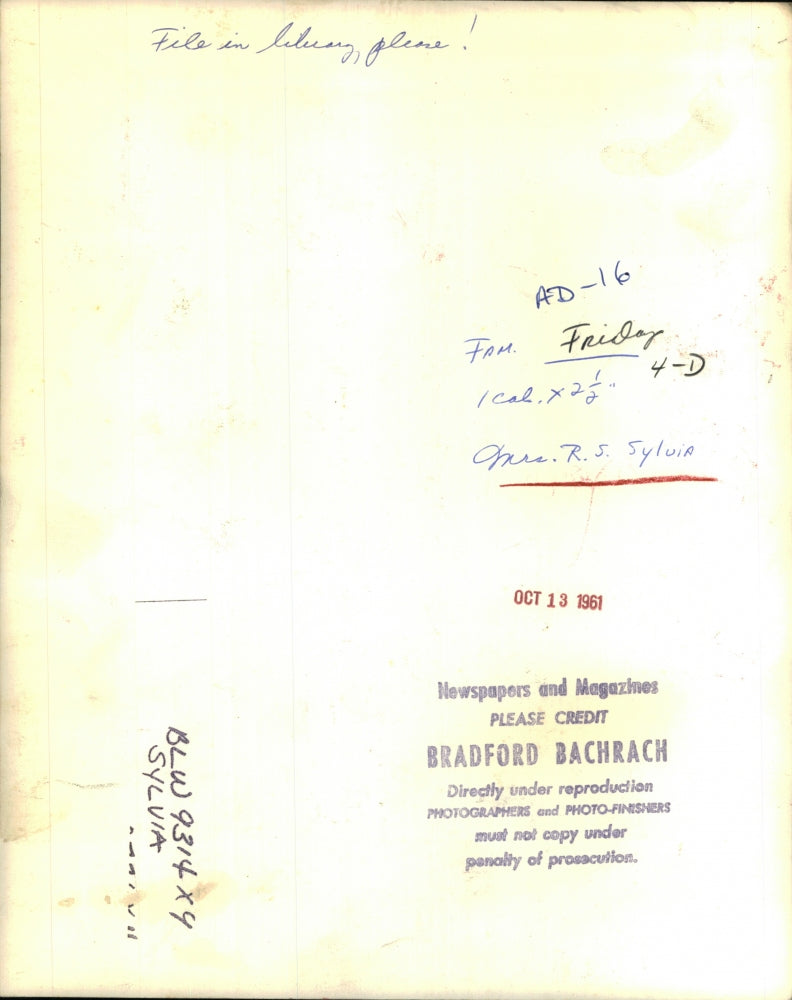 File in library, please!
AD-16
Fam. Friday
4-D
1 col. x 2 1/2"
Mrs. R. S. Sylvia
OCT 13 1961
Newspapers and Magazines
PLEASE CREDIT
BRADFORD BACHRACH
Directly under reproduction
PHOTOGRAPHERS and PHOTO-FINISHERS
must not copy under
penalty of prosecution.
BLW 9314 X4
SYLVIA